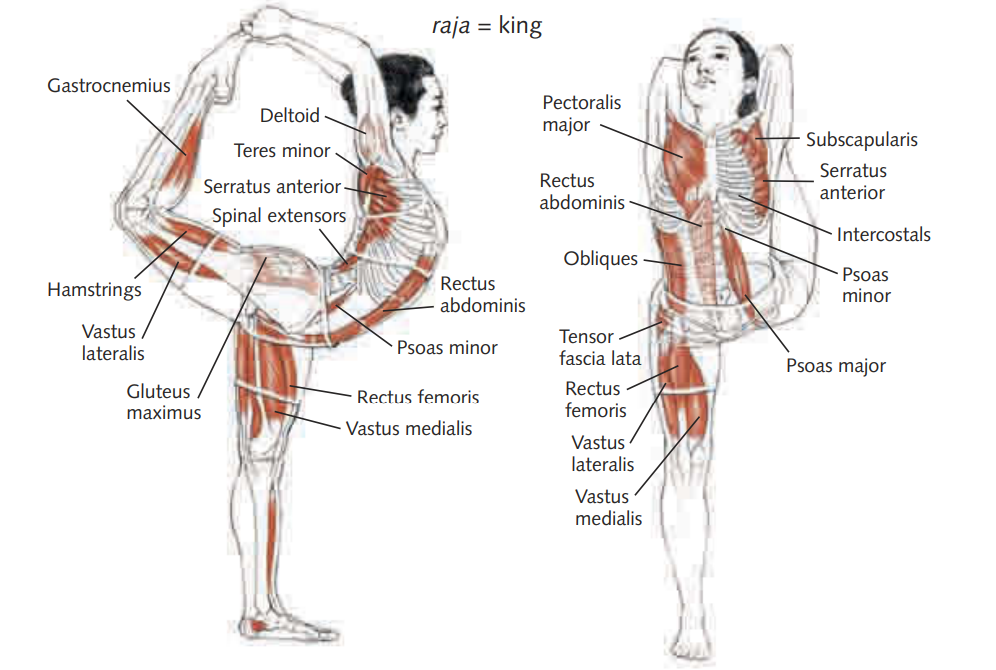 raja = king
Gastrocnemius
Deltoid
Teres minor
Serratus anterior
Spinal extensors
Hamstrings
Vastus
lateralis
Gluteus
maximus
Rectus
abdominis
Psoas minor
Rectus femoris
Vastus medialis
Pectoralis
major
Rectus
abdominis
Obliques
Tensor
fascia lata
Rectus
femoris
Vastus
lateralis
Vastus
medialis
Subscapularis
Serratus
anterior
Intercostals
Psoas
minor
Psoas major